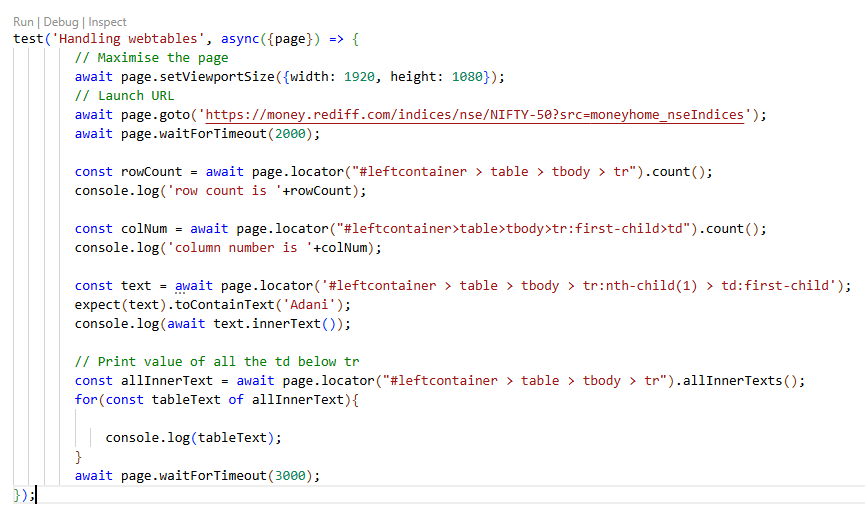 Run | Debug | Inspect
test('Handling webtables', async({page}) => {
// Maximise the page
await page.setViewportSize({width: 1920, height: 1080});
// Launch URL
await page.goto('https://money.rediff.com/indices/nse/NIFTY-50?src=moneyhome_nseIndices');
await page.waitForTimeout(2000);
const rowCount = await page.locator("#leftcontainer > table > tbody > tr").count();
console.log('row count is '+rowCount);
const colNum = await page.locator("#leftcontainer>table>tbody>tr:first-child>td").count();
console.log('column number is '+colNum);
const text = await page.locator('#leftcontainer > table > tbody > tr:nth-child(1) > td:first-child');
expect(text).toContainText('Adani');
console.log(await text.innerText());
// Print value of all the td below tr
const allInnerText = await page.locator("#leftcontainer > table > tbody > tr").allInnerTexts();
for(const tableText of allInnerText){
console.log(tableText);
}
await page.waitForTimeout(3000);
});